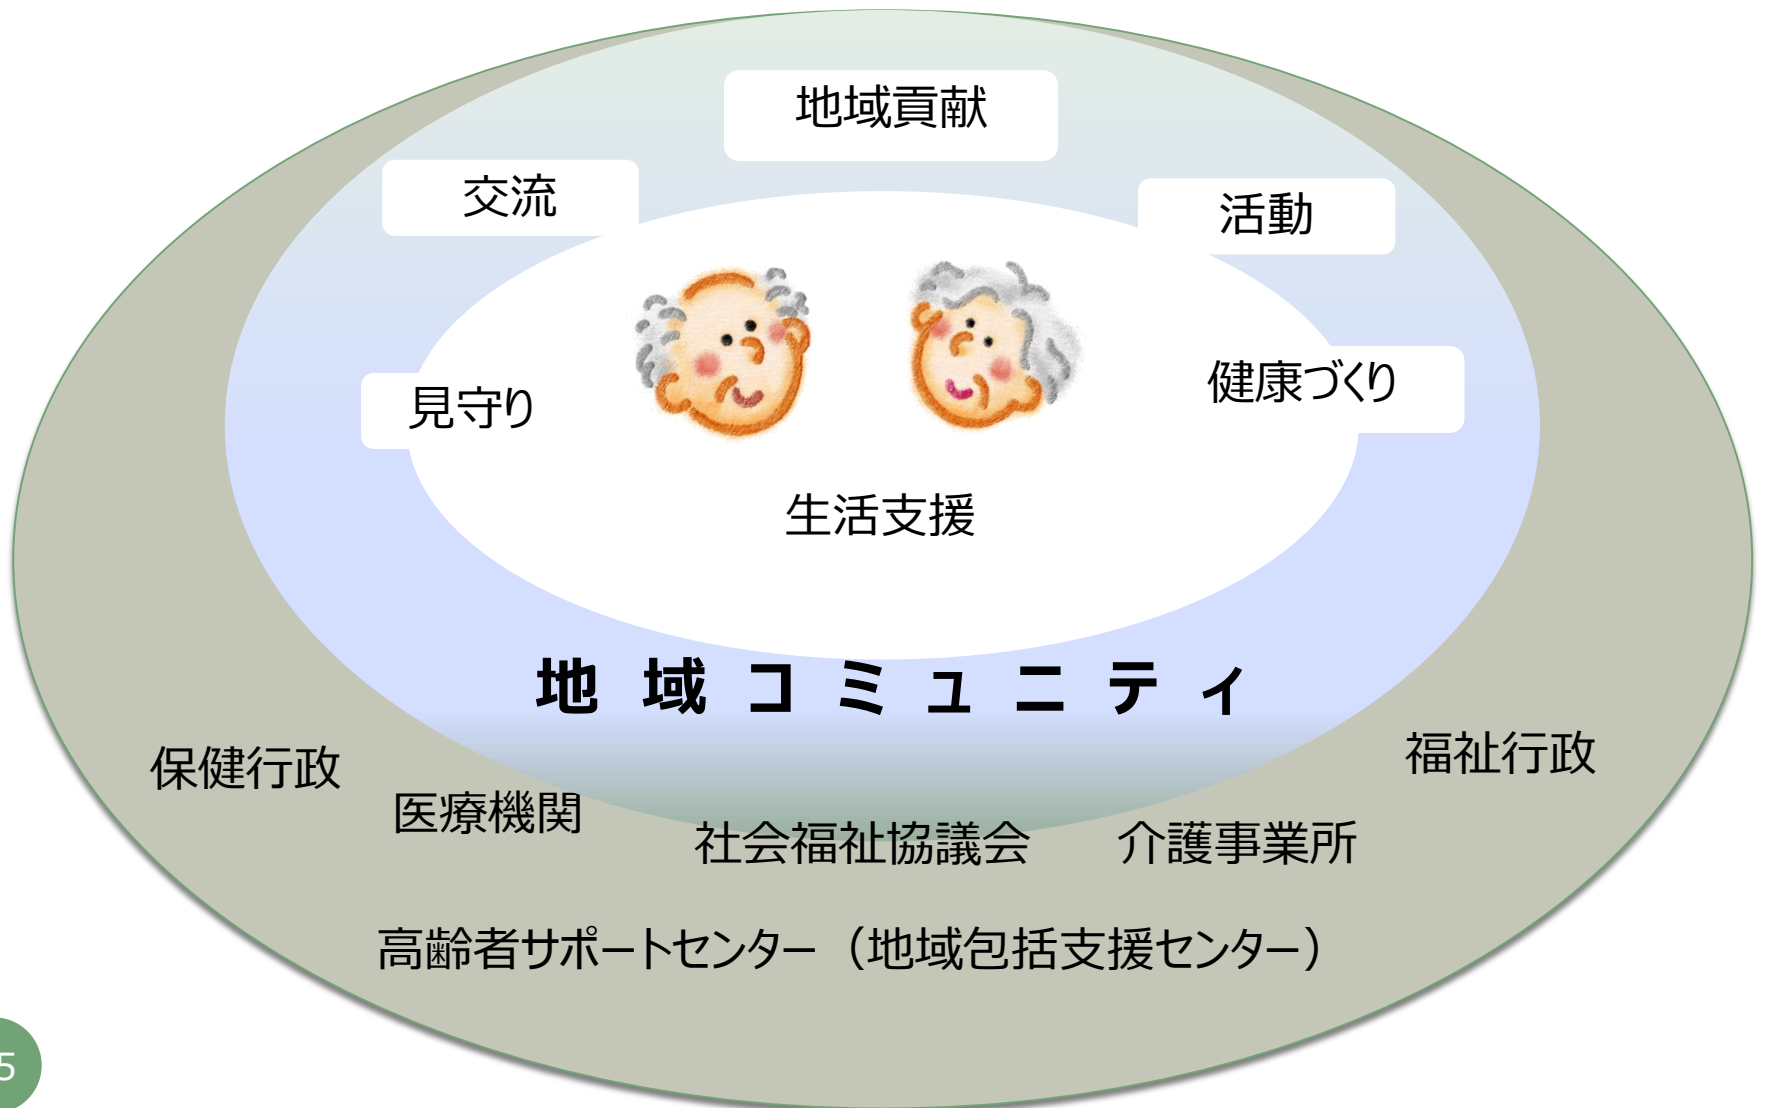 地域貢献
交流
活動
見守り
健康づくり
生活支援
地域コミュニティ
保健行政
福祉行政
医療機関
社会福祉協議会
介護事業所
高齢者サポートセンター（地域包括支援センター）
5